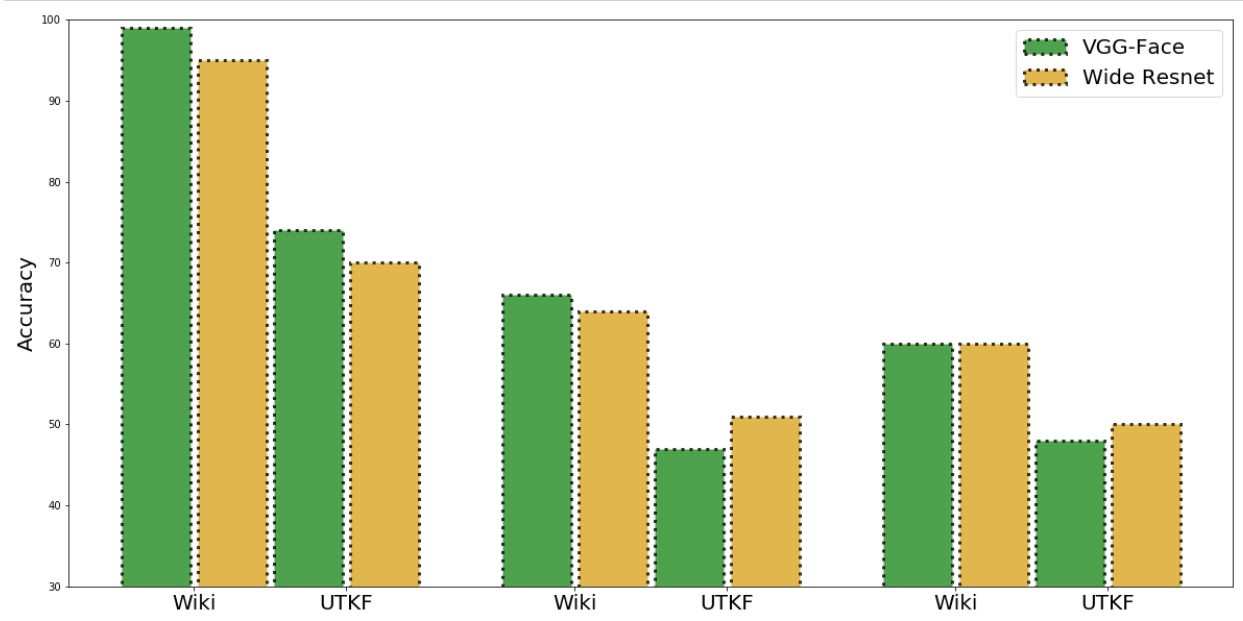 100
90
80
70
60
50
40
30
Accuracy
VGG-Face
Wide Resnet
Wiki UTKF Wiki UTKF Wiki UTKF